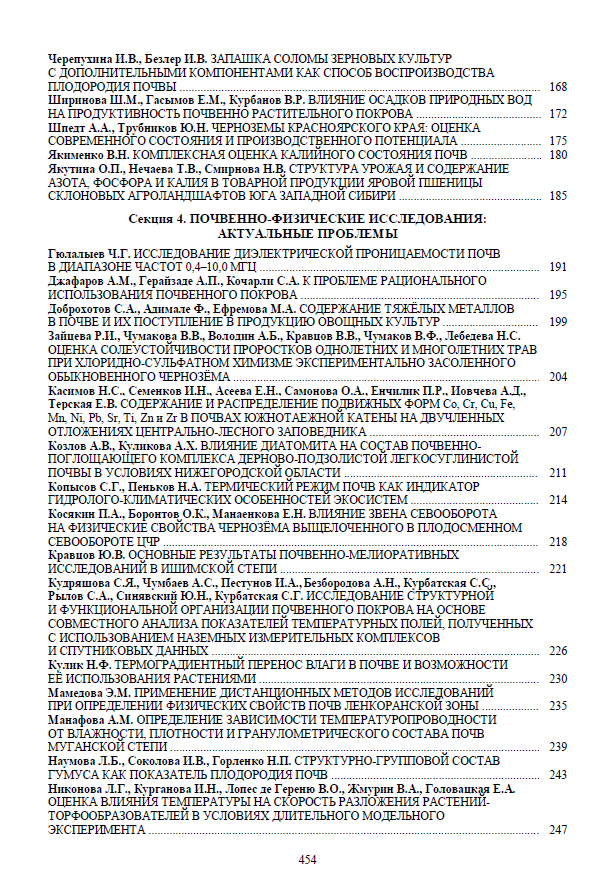 Черепухина И.В., Безлер И.В. ЗАПАШКА СОЛОМЫ ЗЕРНОВЫХ КУЛЬТУР
С ДОПОЛНИТЕЛЬНЫМИ КОМПОНЕНТАМИ КАК СПОСОБ ВОСПРОИЗВОДСТВА
ПЛОДОРОДИЯ ПОЧВЫ ........ 168
Ширинова Ш.М., Гасымов Е.М., Курбанов В.Р. ВЛИЯНИЕ ОСАДКОВ ПРИРОДНЫХ ВОД
НА ПРОДУКТИВНОСТЬ ПОЧВЕННО РАСТИТЕЛЬНОГО ПОКРОВА ........ 172
Шпедт А.А., Трубников Ю.Н. ЧЕРНОЗЕМЫ КРАСНОЯРСКОГО КРАЯ: ОЦЕНКА
СОВРЕМЕННОГО СОСТОЯНИЯ И ПРОИЗВОДСТВЕННОГО ПОТЕНЦИАЛА ........ 175
Якименко В.Н. КОМПЛЕКСНАЯ ОЦЕНКА КАЛИЙНОГО СОСТОЯНИЯ ПОЧВ ........ 180
Якутина О.П., Нечаева Т.В., Смирнова Н.В. СТРУКТУРА УРОЖАЯ И СОДЕРЖАНИЕ
АЗОТА, ФОСФОРА И КАЛИЯ В ТОВАРНОЙ ПРОДУКЦИИ ЯРОВОЙ ПШЕНИЦЫ
СКЛОНОВЫХ АГРОЛАНДШАФТОВ ЮГА ЗАПАДНОЙ СИБИРИ ........ 185
Секция 4. ПОЧВЕННО-ФИЗИЧЕСКИЕ ИССЛЕДОВАНИЯ:
АКТУАЛЬНЫЕ ПРОБЛЕМЫ
Гюлалыев Ч.Г. ИССЛЕДОВАНИЕ ДИЭЛЕКТРИЧЕСКОЙ ПРОНИЦАЕМОСТИ ПОЧВ
В ДИАПАЗОНЕ ЧАСТОТ 0,4–10,0 МГЦ ........ 191
Джафаров А.М., Герайзаде А.П., Кочарли С.А. К ПРОБЛЕМЕ РАЦИОНАЛЬНОГО
ИСПОЛЬЗОВАНИЯ ПОЧВЕННОГО ПОКРОВА ........ 195
Доброхотов С.А., Адимале Ф., Ефремова М.А. СОДЕРЖАНИЕ ТЯЖЁЛЫХ МЕТАЛЛОВ
В ПОЧВЕ И ИХ ПОСТУПЛЕНИЕ В ПРОДУКЦИЮ ОВОЩНЫХ КУЛЬТУР ........ 199
Зайцева Р.И., Чумакова В.В., Володин А.Б., Кравцов В.В., Чумаков В.Ф., Лебедева Н.С.
ОЦЕНКА СОЛЕУСТОЙЧИВОСТИ ПРОРОСТКОВ ОДНОЛЕТНИХ И МНОГОЛЕТНИХ ТРАВ
ПРИ ХЛОРИДНО-СУЛЬФАТНОМ ХИМИЗМЕ ЭКСПЕРИМЕНТАЛЬНО ЗАСОЛЕННОГО
ОБЫКНОВЕННОГО ЧЕРНОЗЁМА ........ 204
Касимов Н.С., Семенков И.Н., Асеева Е.Н., Самонова О.А., Енчилик П.Р., Иовчева А.Д.,
Терская Е.В. СОДЕРЖАНИЕ И РАСПРЕДЕЛЕНИЕ ПОДВИЖНЫХ ФОРМ Co, Cr, Cu, Fe,
Mn, Ni, Pb, Sr, Ti, Zn и Zr В ПОЧВАХ ЮЖНОТАЕЖНОЙ КАТЕНЫ НА ДВУЧЛЕННЫХ
ОТЛОЖЕНИЯХ ЦЕНТРАЛЬНО-ЛЕСНОГО ЗАПОВЕДНИКА ........ 207
Козлов А.В., Куликова А.Х. ВЛИЯНИЕ ДИАТОМИТА НА СОСТАВ ПОЧВЕННО-
ПОГЛОЩАЮЩЕГО КОМПЛЕКСА ДЕРНОВО-ПОДЗОЛИСТОЙ ЛЕГКОСУГЛИНИСТОЙ
ПОЧВЫ В УСЛОВИЯХ НИЖЕГОРОДСКОЙ ОБЛАСТИ ........ 211
Копысов С.Г., Пеньков Н.А. ТЕРМИЧЕСКИЙ РЕЖИМ ПОЧВ КАК ИНДИКАТОР
ГИДРОЛОГО-КЛИМАТИЧЕСКИХ ОСОБЕННОСТЕЙ ЭКОСИСТЕМ ........ 214
Косякин П.А., Боронтов О.К., Манаенкова Е.Н. ВЛИЯНИЕ ЗВЕНА СЕВООБОРОТА
НА ФИЗИЧЕСКИЕ СВОЙСТВА ЧЕРНОЗЁМА ВЫЩЕЛОЧЕННОГО В ПЛОДОСМЕННОМ
СЕВООБОРОТЕ ЦЧР ........ 218
Кравцов Ю.В. ОСНОВНЫЕ РЕЗУЛЬТАТЫ ПОЧВЕННО-МЕЛИОРАТИВНЫХ
ИССЛЕДОВАНИЙ В ИШИМСКОЙ СТЕПИ ........ 221
Кудряшова С.Я., Чумбаев А.С., Пестунов И.А., Безбородова А.Н., Курбатская С.С.,
Рылов С.А., Синявский Ю.Н., Курбатская С.Г. ИССЛЕДОВАНИЕ СТРУКТУРНОЙ
И ФУНКЦИОНАЛЬНОЙ ОРГАНИЗАЦИИ ПОЧВЕННОГО ПОКРОВА НА ОСНОВЕ
СОВМЕСТНОГО АНАЛИЗА ПОКАЗАТЕЛЕЙ ТЕМПЕРАТУРНЫХ ПОЛЕЙ, ПОЛУЧЕННЫХ
С ИСПОЛЬЗОВАНИЕМ НАЗЕМНЫХ ИЗМЕРИТЕЛЬНЫХ КОМПЛЕКСОВ
И СПУТНИКОВЫХ ДАННЫХ ........ 226
Кулик Н.Ф. ТЕРМОГРАДИЕНТНЫЙ ПЕРЕНОС ВЛАГИ В ПОЧВЕ И ВОЗМОЖНОСТИ
ЕЁ ИСПОЛЬЗОВАНИЯ РАСТЕНИЯМИ ........ 230
Мамедова Э.М. ПРИМЕНЕНИЕ ДИСТАНЦИОННЫХ МЕТОДОВ ИССЛЕДОВАНИЙ
ПРИ ОПРЕДЕЛЕНИИ ФИЗИЧЕСКИХ СВОЙСТВ ПОЧВ ЛЕНКОРАНСКОЙ ЗОНЫ ........ 235
Манафова А.М. ОПРЕДЕЛЕНИЕ ЗАВИСИМОСТИ ТЕМПЕРАТУРОПРОВОДНОСТИ
ОТ ВЛАЖНОСТИ, ПЛОТНОСТИ И ГРАНУЛОМЕТРИЧЕСКОГО СОСТАВА ПОЧВ
МУГАНСКОЙ СТЕПИ ........ 239
Наумова Л.Б., Соколова И.В., Горленко Н.П. СТРУКТУРНО-ГРУППОВОЙ СОСТАВ
ГУМУСА КАК ПОКАЗАТЕЛЬ ПЛОДОРОДИЯ ПОЧВ ........ 243
Никонова Л.Г., Курганова И.Н., Лопес де Гереню В.О., Жмурин В.А., Головацкая Е.А.
ОЦЕНКА ВЛИЯНИЯ ТЕМПЕРАТУРЫ НА СКОРОСТЬ РАЗЛОЖЕНИЯ РАСТЕНИЙ-
ТОРФООБРАЗОВАТЕЛЕЙ В УСЛОВИЯХ ДЛИТЕЛЬНОГО МОДЕЛЬНОГО
ЭКСПЕРИМЕНТА ........ 247
454